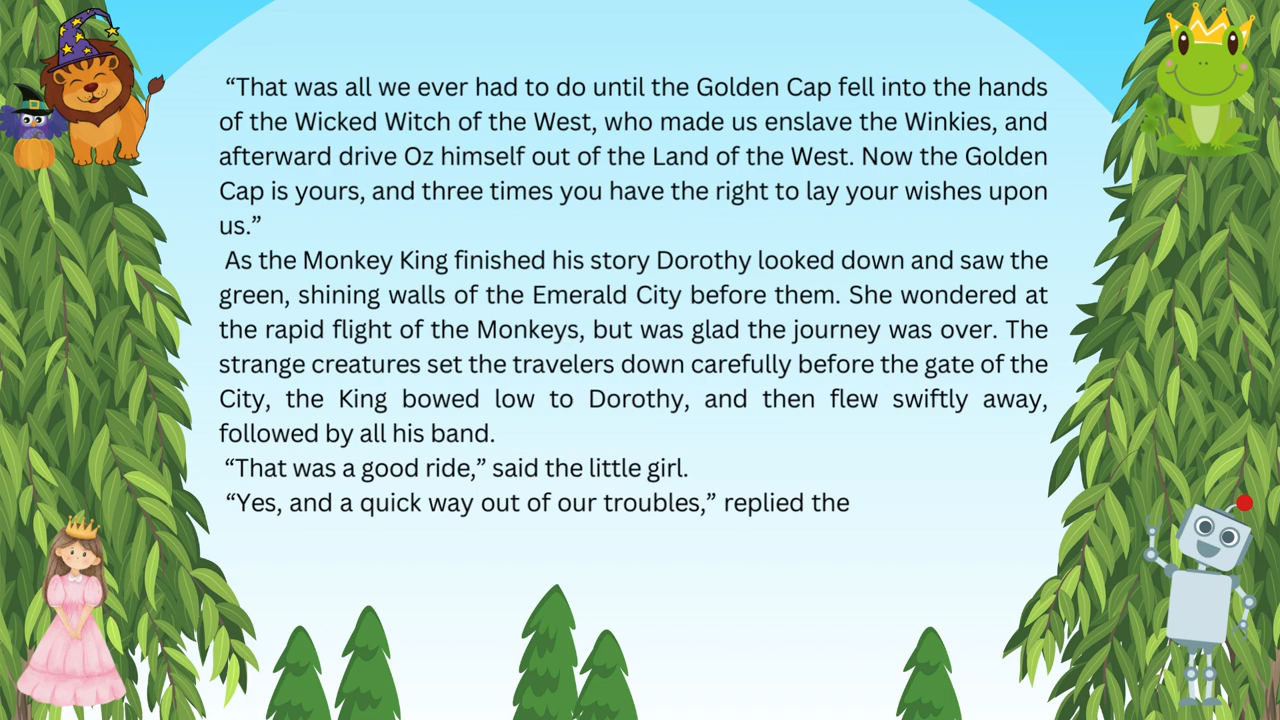 “That was all we ever had to do until the Golden Cap fell into the hands
of the Wicked Witch of the West, who made us enslave the Winkies, and
afterward drive Oz himself out of the Land of the West. Now the Golden
Cap is yours, and three times you have the right to lay your wishes upon
us.”
As the Monkey King finished his story Dorothy looked down and saw the
green, shining walls of the Emerald City before them. She wondered at
the rapid flight of the Monkeys, but was glad the journey was over. The
strange creatures set the travelers down carefully before the gate of the
City, the King bowed low to Dorothy, and then flew swiftly away,
followed by all his band.
“That was a good ride,” said the little girl.
“Yes, and a quick way out of our troubles,” replied the